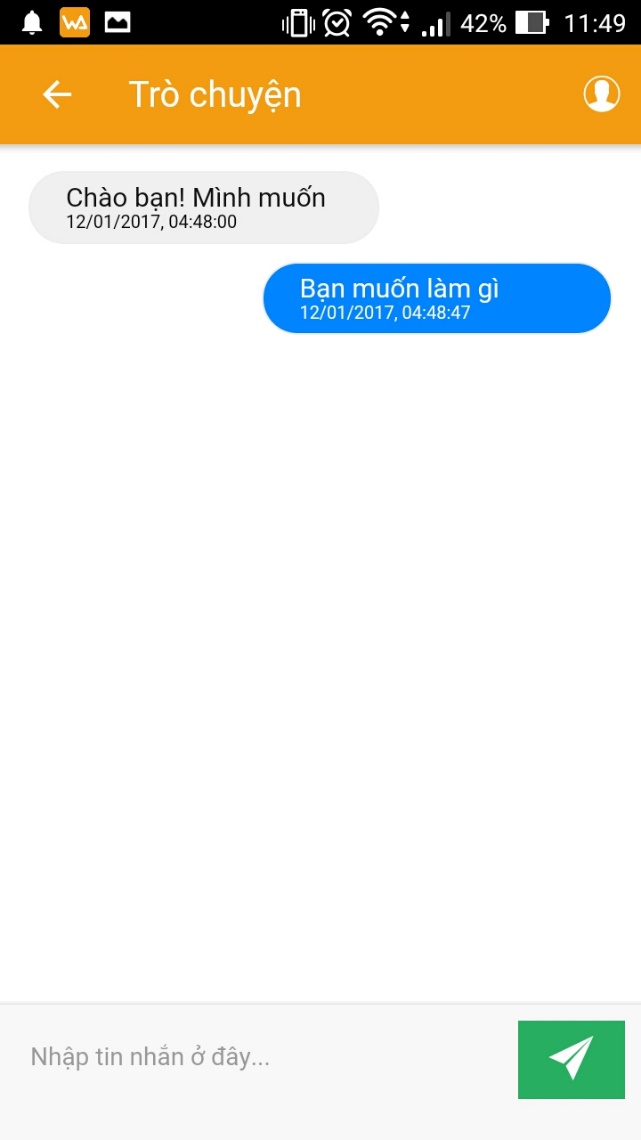 WA 42% 11:49
Trò chuyện
Chào bạn! Mình muốn
12/01/2017, 04:48:00
Bạn muốn làm gì
12/01/2017, 04:48:47
Nhập tin nhắn ở đây...